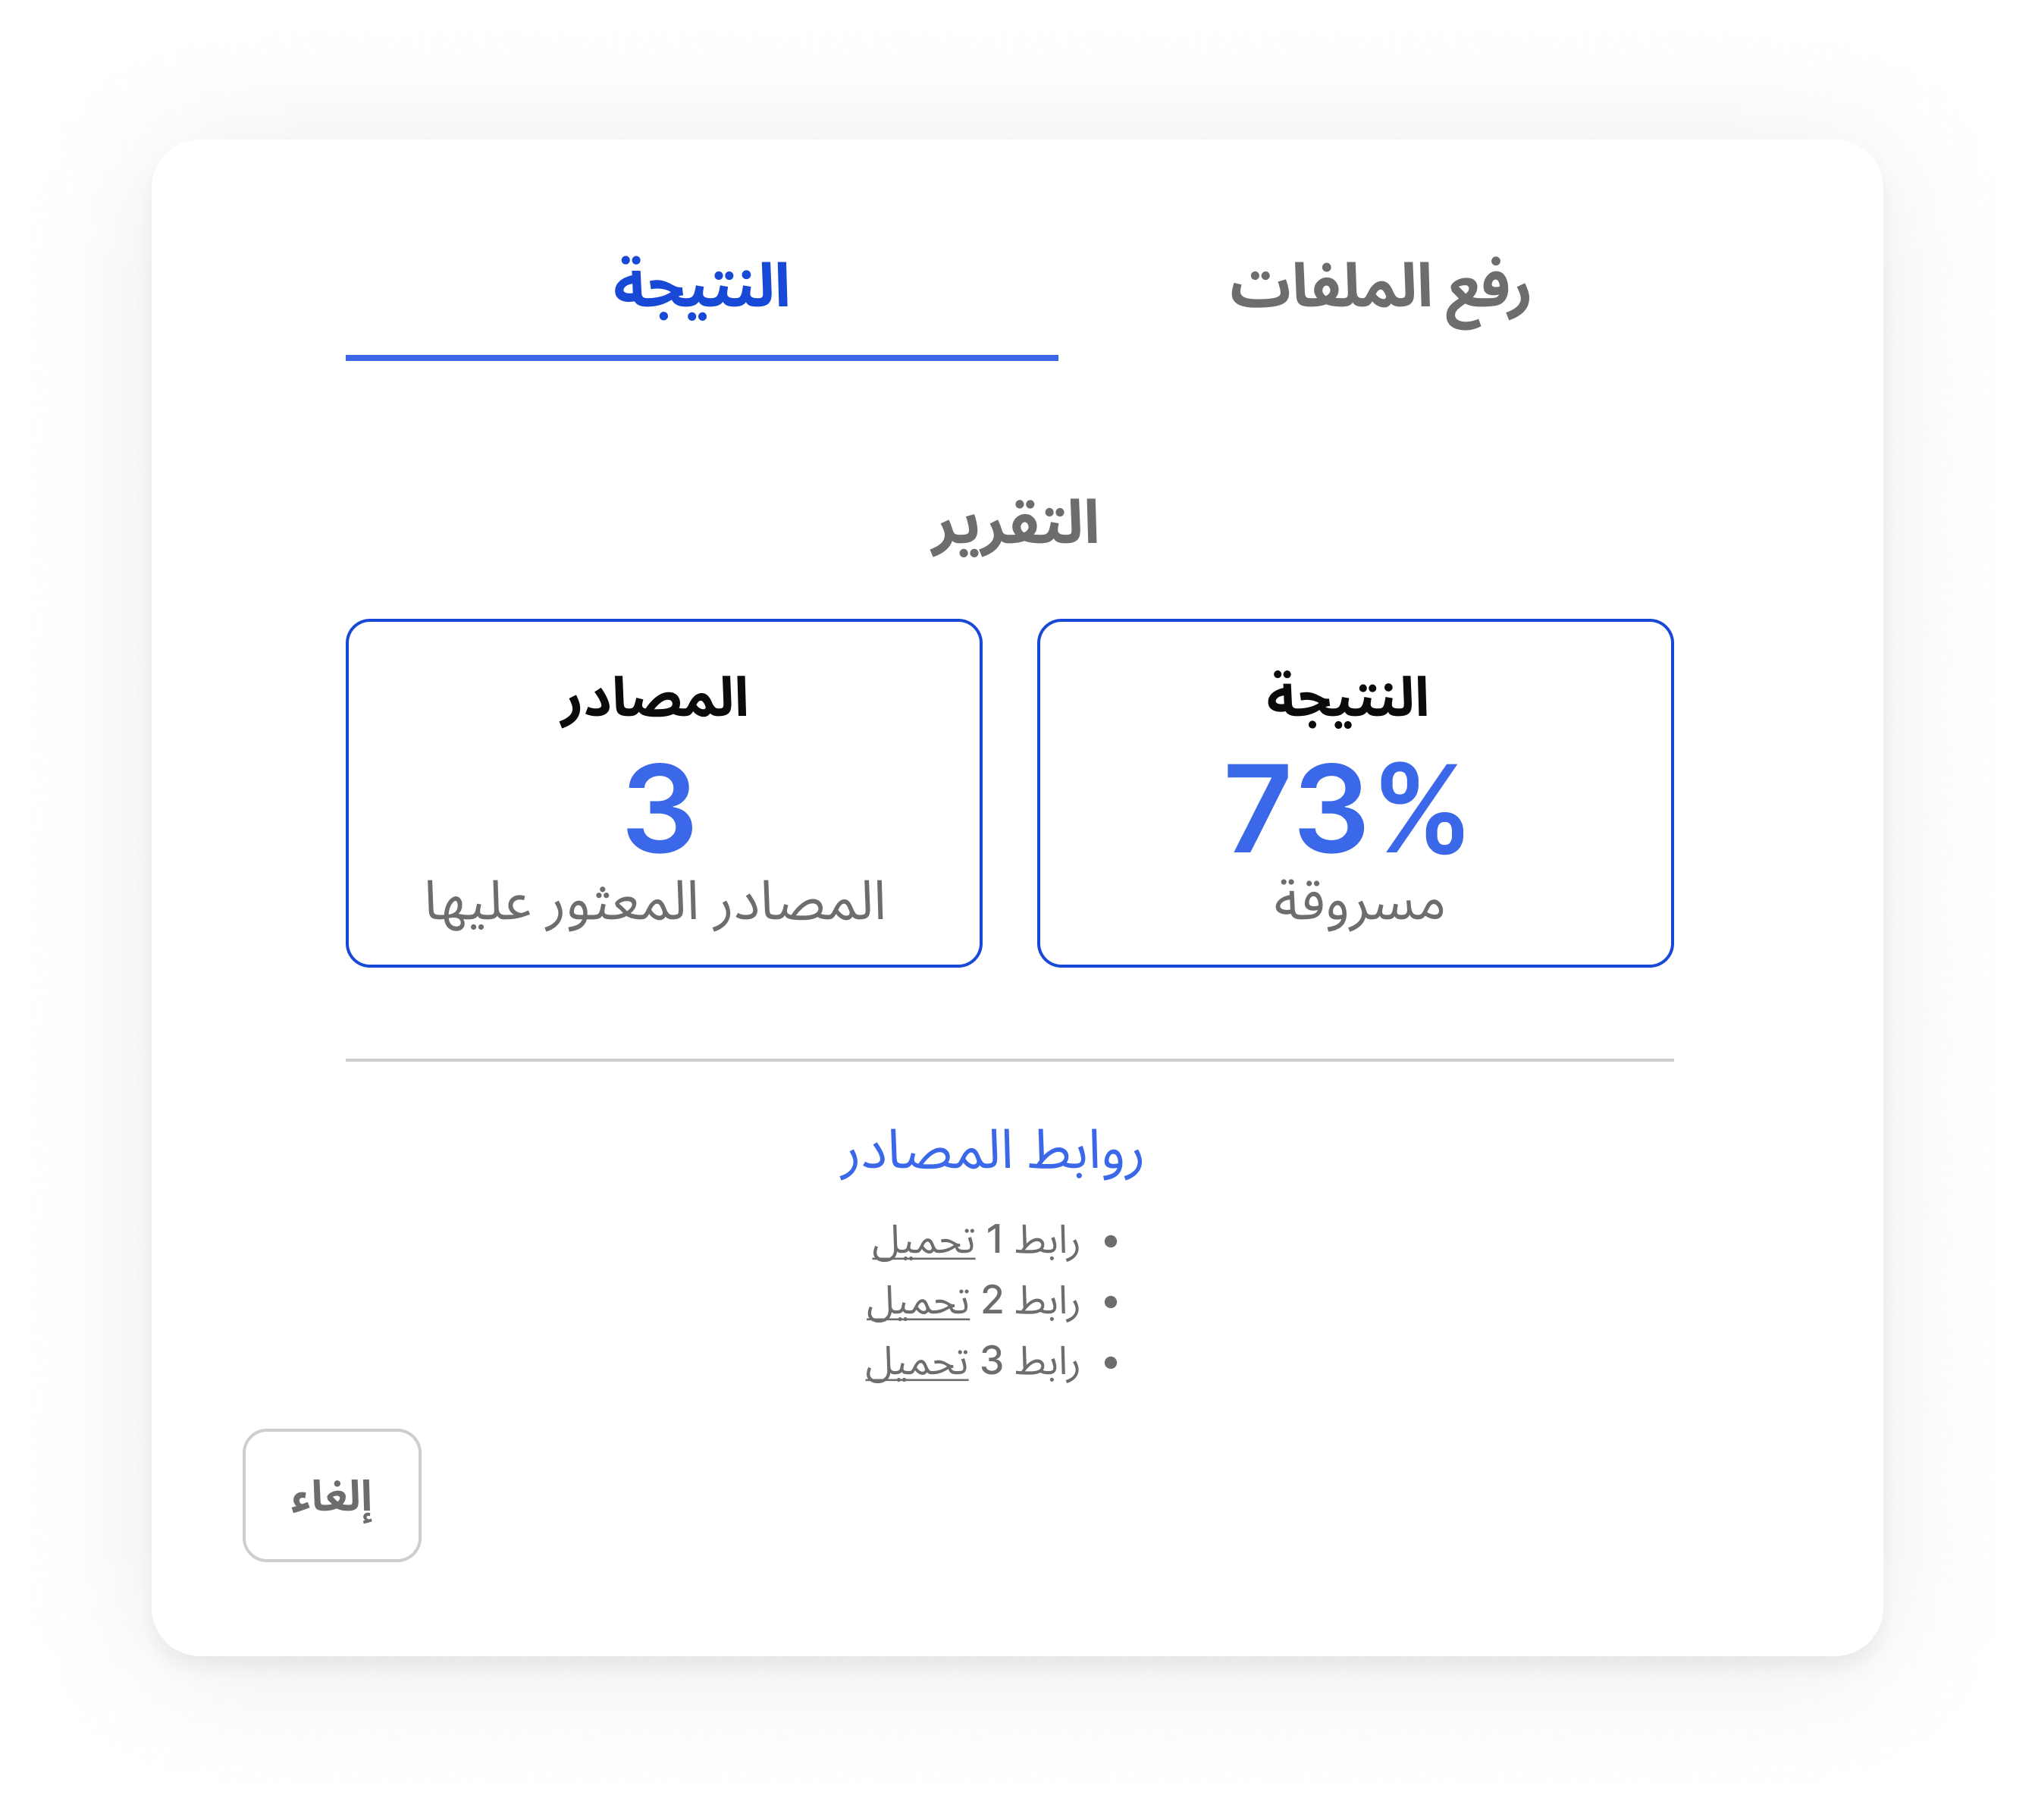 رفع الملفات
النتيجة
التقرير
النتيجة
73%
مسروقة
المصادر
3
المصادر المعثور عليها
روابط المصادر
• رابط 1 تحميل
• رابط 2 تحميل
• رابط 3 تحميل
إلغاء